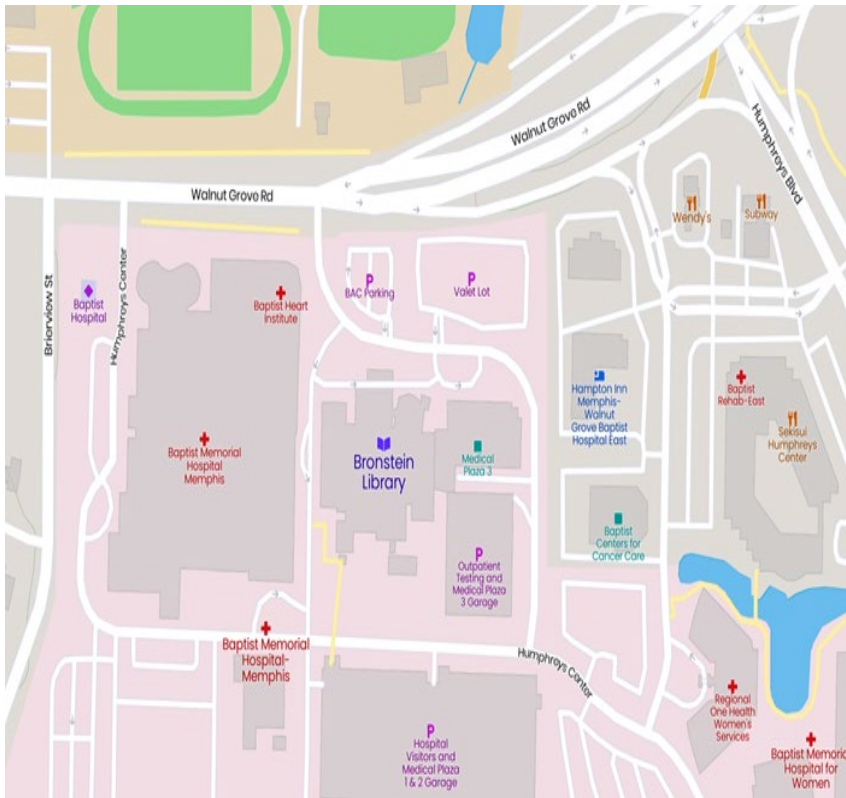 Walnut Grove Rd
Humphreys Blvd
Wendy's
Subway
Walnut Grove Rd
Briarview St
Humphreys Center
Baptist
Hospital
Baptist Heart
Institute
P
BAC Parking
P
Valet Lot
Hampton Inn
Memphis-
Walnut
Grove Baptist
Hospital East
Baptist
Rehab-East
Sekisui
Humphreys
Center
Baptist Memorial
Hospital
Memphis
Bronstein
Library
Medical
Plaza 3
Baptist
Centers for
Cancer Care
P
Outpatient
Testing and
Medical Plaza
3 Garage
Baptist Memorial
Hospital-
Memphis
Humphreys Center
Regional
One Health
Women's
Services
P
Hospital
Visitors and
Medical Plaza
1 & 2 Garage
Baptist Memoria
Hospital for
Women